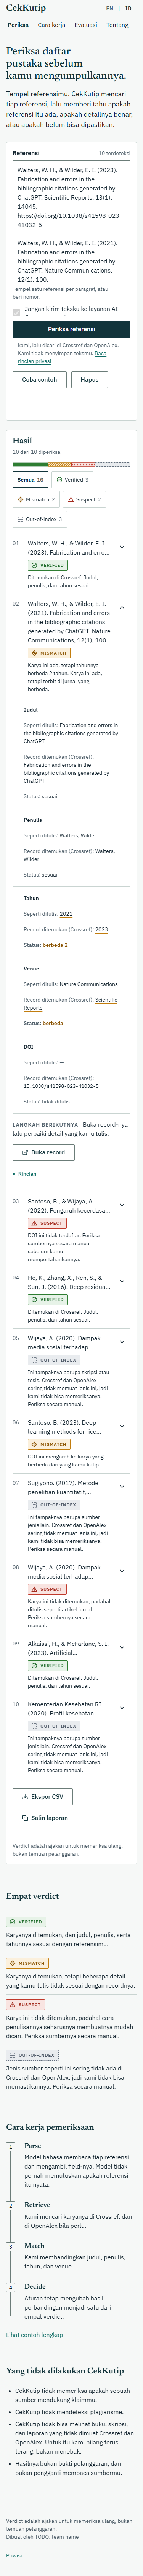 CekKutip
EN | ID
Periksa Cara kerja Evaluasi Tentang
Periksa daftar
pustaka sebelum
kamu mengumpulkannya.
Tempel referensimu. CekKutip mencari
tiap referensi, lalu memberi tahu apakah
referensi itu ada, apakah detailnya benar,
atau apakah belum bisa dipastikan.
Referensi 10 terdeteksi
Walters, W. H., & Wilder, E. I. (2023).
Fabrication and errors in the
bibliographic citations generated by
ChatGPT. Scientific Reports, 13(1),
14045.
https://doi.org/10.1038/s41598-023-
41032-5
Walters, W. H., & Wilder, E. I. (2021).
Fabrication and errors in the
bibliographic citations generated by
ChatGPT. Nature Communications,
12(1), 100.
Tempel satu referensi per paragraf, atau
beri nomor.
Jangan kirim teksku ke layanan AI
Periksa referensi
kami, lalu dicari di Crossref dan OpenAlex.
Kami tidak menyimpan teksmu. Baca
rincian privasi
Coba contoh
Hapus
Hasil
10 dari 10 diperiksa
Semua 10
Verified 3
Mismatch 2
Suspect 2
Out-of-index 3
01 Walters, W. H., & Wilder, E. I.
(2023). Fabrication and erro...
VERIFIED
Ditemukan di Crossref. Judul,
penulis, dan tahun sesuai.
02 Walters, W. H., & Wilder, E. I.
(2021). Fabrication and errors
in the bibliographic citations
generated by ChatGPT. Nature
Communications, 12(1), 100.
MISMATCH
Karya ini ada, tetapi tahunnya
berbeda 2 tahun. Karya ini ada,
tetapi terbit di jurnal yang
berbeda.
Judul
Seperti ditulis: Fabrication and errors in
the bibliographic citations generated by
ChatGPT
Record ditemukan (Crossref):
Fabrication and errors in the
bibliographic citations generated by
ChatGPT
Status: sesuai
Penulis
Seperti ditulis: Walters, Wilder
Record ditemukan (Crossref): Walters,
Wilder
Status: sesuai
Tahun
Seperti ditulis: 2021
Record ditemukan (Crossref): 2023
Status: berbeda 2
Venue
Seperti ditulis: Nature Communications
Record ditemukan (Crossref): Scientific
Reports
Status: berbeda
DOI
Seperti ditulis: —
Record ditemukan (Crossref):
10.1038/s41598-023-41032-5
Status: tidak ditulis
LANGKAH BERIKUTNYA Buka record-nya
lalu perbaiki detail yang kamu tulis.
Buka record
Rincian
03 Santoso, B., & Wijaya, A.
(2022). Pengaruh kecerdasa...
SUSPECT
DOI ini tidak terdaftar. Periksa
sumbernya secara manual
sebelum kamu
mempertahankannya.
04 He, K., Zhang, X., Ren, S., &
Sun, J. (2016). Deep residua...
VERIFIED
Ditemukan di Crossref. Judul,
penulis, dan tahun sesuai.
05 Wijaya, A. (2020). Dampak
media sosial terhadap...
OUT-OF-INDEX
Ini tampaknya berupa skripsi atau
tesis. Crossref dan OpenAlex
sering tidak memuat jenis ini, jadi
kami tidak bisa memeriksanya.
Periksa secara manual.
06 Santoso, B. (2023). Deep
learning methods for rice...
MISMATCH
DOI ini mengarah ke karya yang
berbeda dari yang kamu kutip.
07 Sugiyono. (2017). Metode
penelitian kuantitatif,...
OUT-OF-INDEX
Ini tampaknya berupa sumber
jenis lain. Crossref dan OpenAlex
sering tidak memuat jenis ini, jadi
kami tidak bisa memeriksanya.
Periksa secara manual.
08 Wijaya, A. (2020). Dampak
media sosial terhadap...
SUSPECT
Karya ini tidak ditemukan, padahal
ditulis seperti artikel jurnal.
Periksa sumbernya secara
manual.
09 Alkaissi, H., & McFarlane, S. I.
(2023). Artificial...
VERIFIED
Ditemukan di Crossref. Judul,
penulis, dan tahun sesuai.
10 Kementerian Kesehatan RI.
(2020). Profil kesehatan...
OUT-OF-INDEX
Ini tampaknya berupa sumber
jenis lain. Crossref dan OpenAlex
sering tidak memuat jenis ini, jadi
kami tidak bisa memeriksanya.
Periksa secara manual.
Ekspor CSV
Salin laporan
Verdict adalah ajakan untuk memeriksa ulang,
bukan temuan pelanggaran.
Empat verdict
VERIFIED
Karyanya ditemukan, dan judul, penulis, serta
tahunnya sesuai dengan referensimu.
MISMATCH
Karyanya ditemukan, tetapi beberapa detail
yang kamu tulis tidak sesuai dengan recordnya.
SUSPECT
Karya ini tidak ditemukan, padahal cara
penulisannya seharusnya membuatnya mudah
dicari. Periksa sumbernya secara manual.
OUT-OF-INDEX
Jenis sumber seperti ini sering tidak ada di
Crossref dan OpenAlex, jadi kami tidak bisa
memastikannya. Periksa secara manual.
Cara kerja pemeriksaan
1 Parse
Model bahasa membaca tiap referensi
dan mengambil field-nya. Model tidak
pernah memutuskan apakah referensi
itu nyata.
2 Retrieve
Kami mencari karyanya di Crossref, dan
di OpenAlex bila perlu.
3 Match
Kami membandingkan judul, penulis,
tahun, dan venue.
4 Decide
Aturan tetap mengubah hasil
perbandingan menjadi satu dari
empat verdict.
Lihat contoh lengkap
Yang tidak dilakukan CekKutip
• CekKutip tidak memeriksa apakah sebuah
sumber mendukung klaimmu.
• CekKutip tidak mendeteksi plagiarisme.
• CekKutip tidak bisa melihat buku, skripsi,
dan laporan yang tidak dimuat Crossref dan
OpenAlex. Untuk itu kami bilang terus
terang, bukan menebak.
• Hasilnya bukan bukti pelanggaran, dan
bukan pengganti membaca sumbermu.
Verdict adalah ajakan untuk memeriksa ulang, bukan
temuan pelanggaran.
Dibuat oleh TODO: team name
Privasi